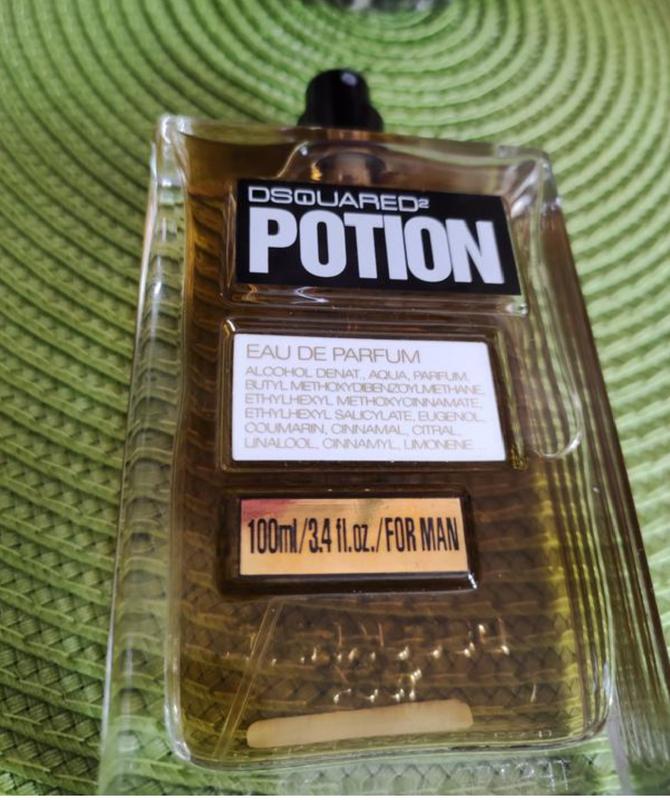 DSQUARED²
POTION
EAU DE PARFUM
ALCOHOL DENAT., AQUA, PARFUM,
BUTYL METHOXYDIBENZOYLMETHANE,
ETHYLHEXYL METHOXYCINNAMATE,
ETHYLHEXYL SALICYLATE, EUGENOL,
COUMARIN, CINNAMAL, CITRAL,
LINALOOL, CINNAMYL, LIMONENE...
100ml/3.4 fl.oz./FOR MAN